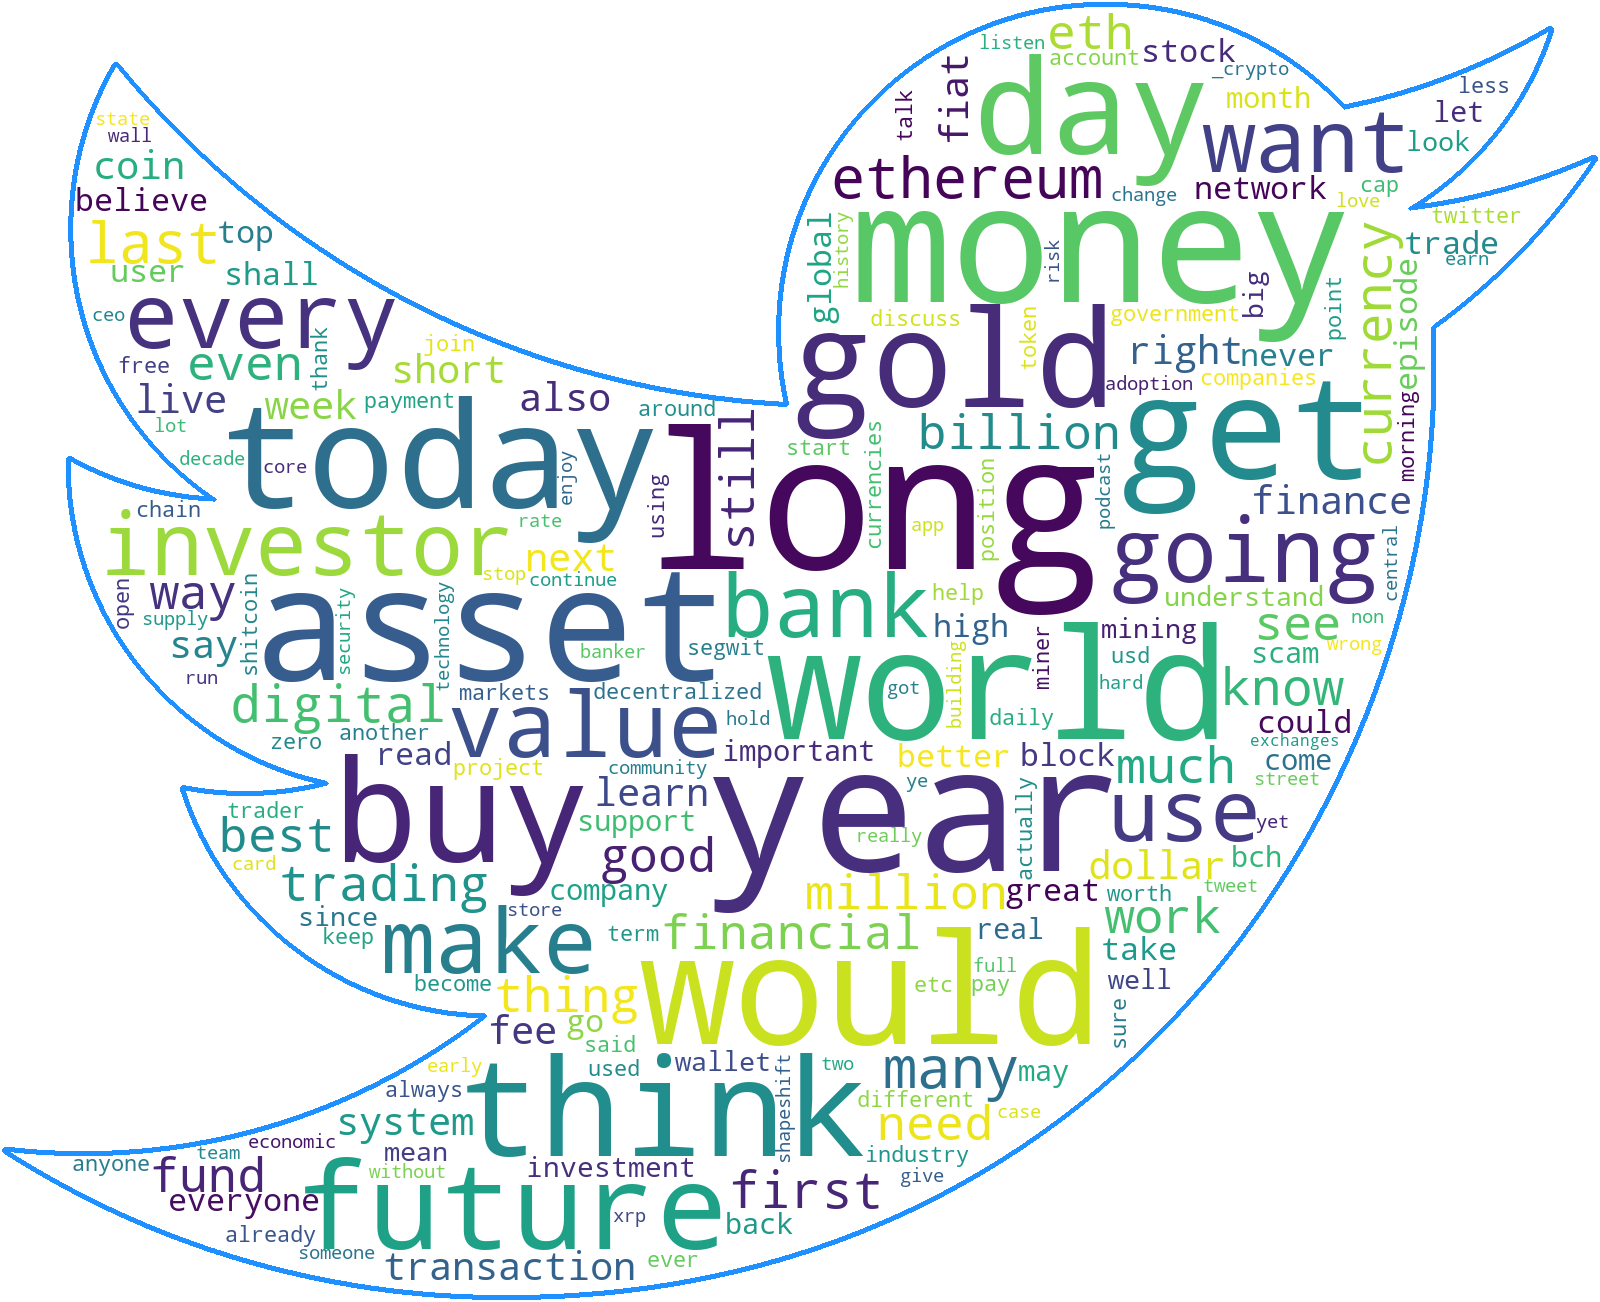 listen
eth
stock
account
_crypto
less
talk
fiat
day
month
let
state
wall
want
look
coin
ethereum
network
cap
believe
change
love
last
top
global
history
money
twitter
user
shall
risk
currency
trade
earn
every
ceo
big
point
episode
discuss
token
government
join
gold
right
never
free
even
thank
short
adoption
companies
live
week
payment
also
around
get
morning
lot
today
still
start
currencies
billion
decade
core
enjoy
long
position
podcast
finance
chain
investor
rate
using
app
going
central
next
stop
continue
open
way
supply
shitcoin
asset
security
technology
bank
help
understand
see
non
say
banker
segwit
high
miner
mining
wrong
run
world
usd
scam
digital
markets
decentralized
got
building
hard
know
zero
another
value
hold
daily
could
read
project
community
important
better
block
much
exchanges
come
street
buy
learn
ye
year
actually
use
yet
trader
best
support
really
card
good
dollar
bch
trading
company
million
great
worth
tweet
since
store
keep
make
term
financial
real
work
take
become
thing
would
etc
full
pay
well
fee
go
said
sure
early
think
used
wallet
shapeshift
two
many
may
always
different
case
system
need
economic
mean
team
anyone
fund
without
investment
industry
give
everyone
future
first
xrp
back
already
someone
transaction
ever